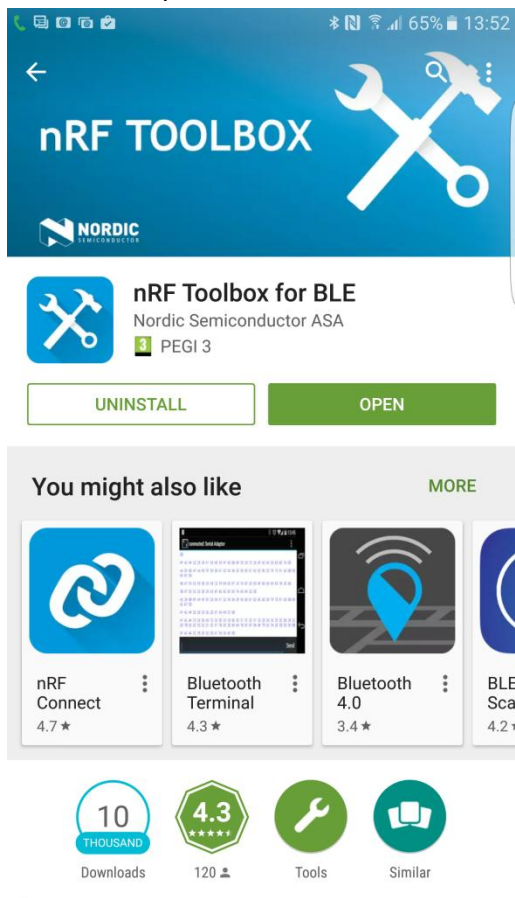 65% 13:52
nRF TOOLBOX
NORDIC
SEMICONDUCTOR
nRF Toolbox for BLE
Nordic Semiconductor ASA
3 PEGI 3
UNINSTALL
OPEN
You might also like
MORE
nRF
Connect
4.7★
Bluetooth
Terminal
4.3★
Bluetooth
4.0
3.4★
BLE
Sca
4.2
10
THOUSAND
Downloads
4.3
120
Tools
Similar